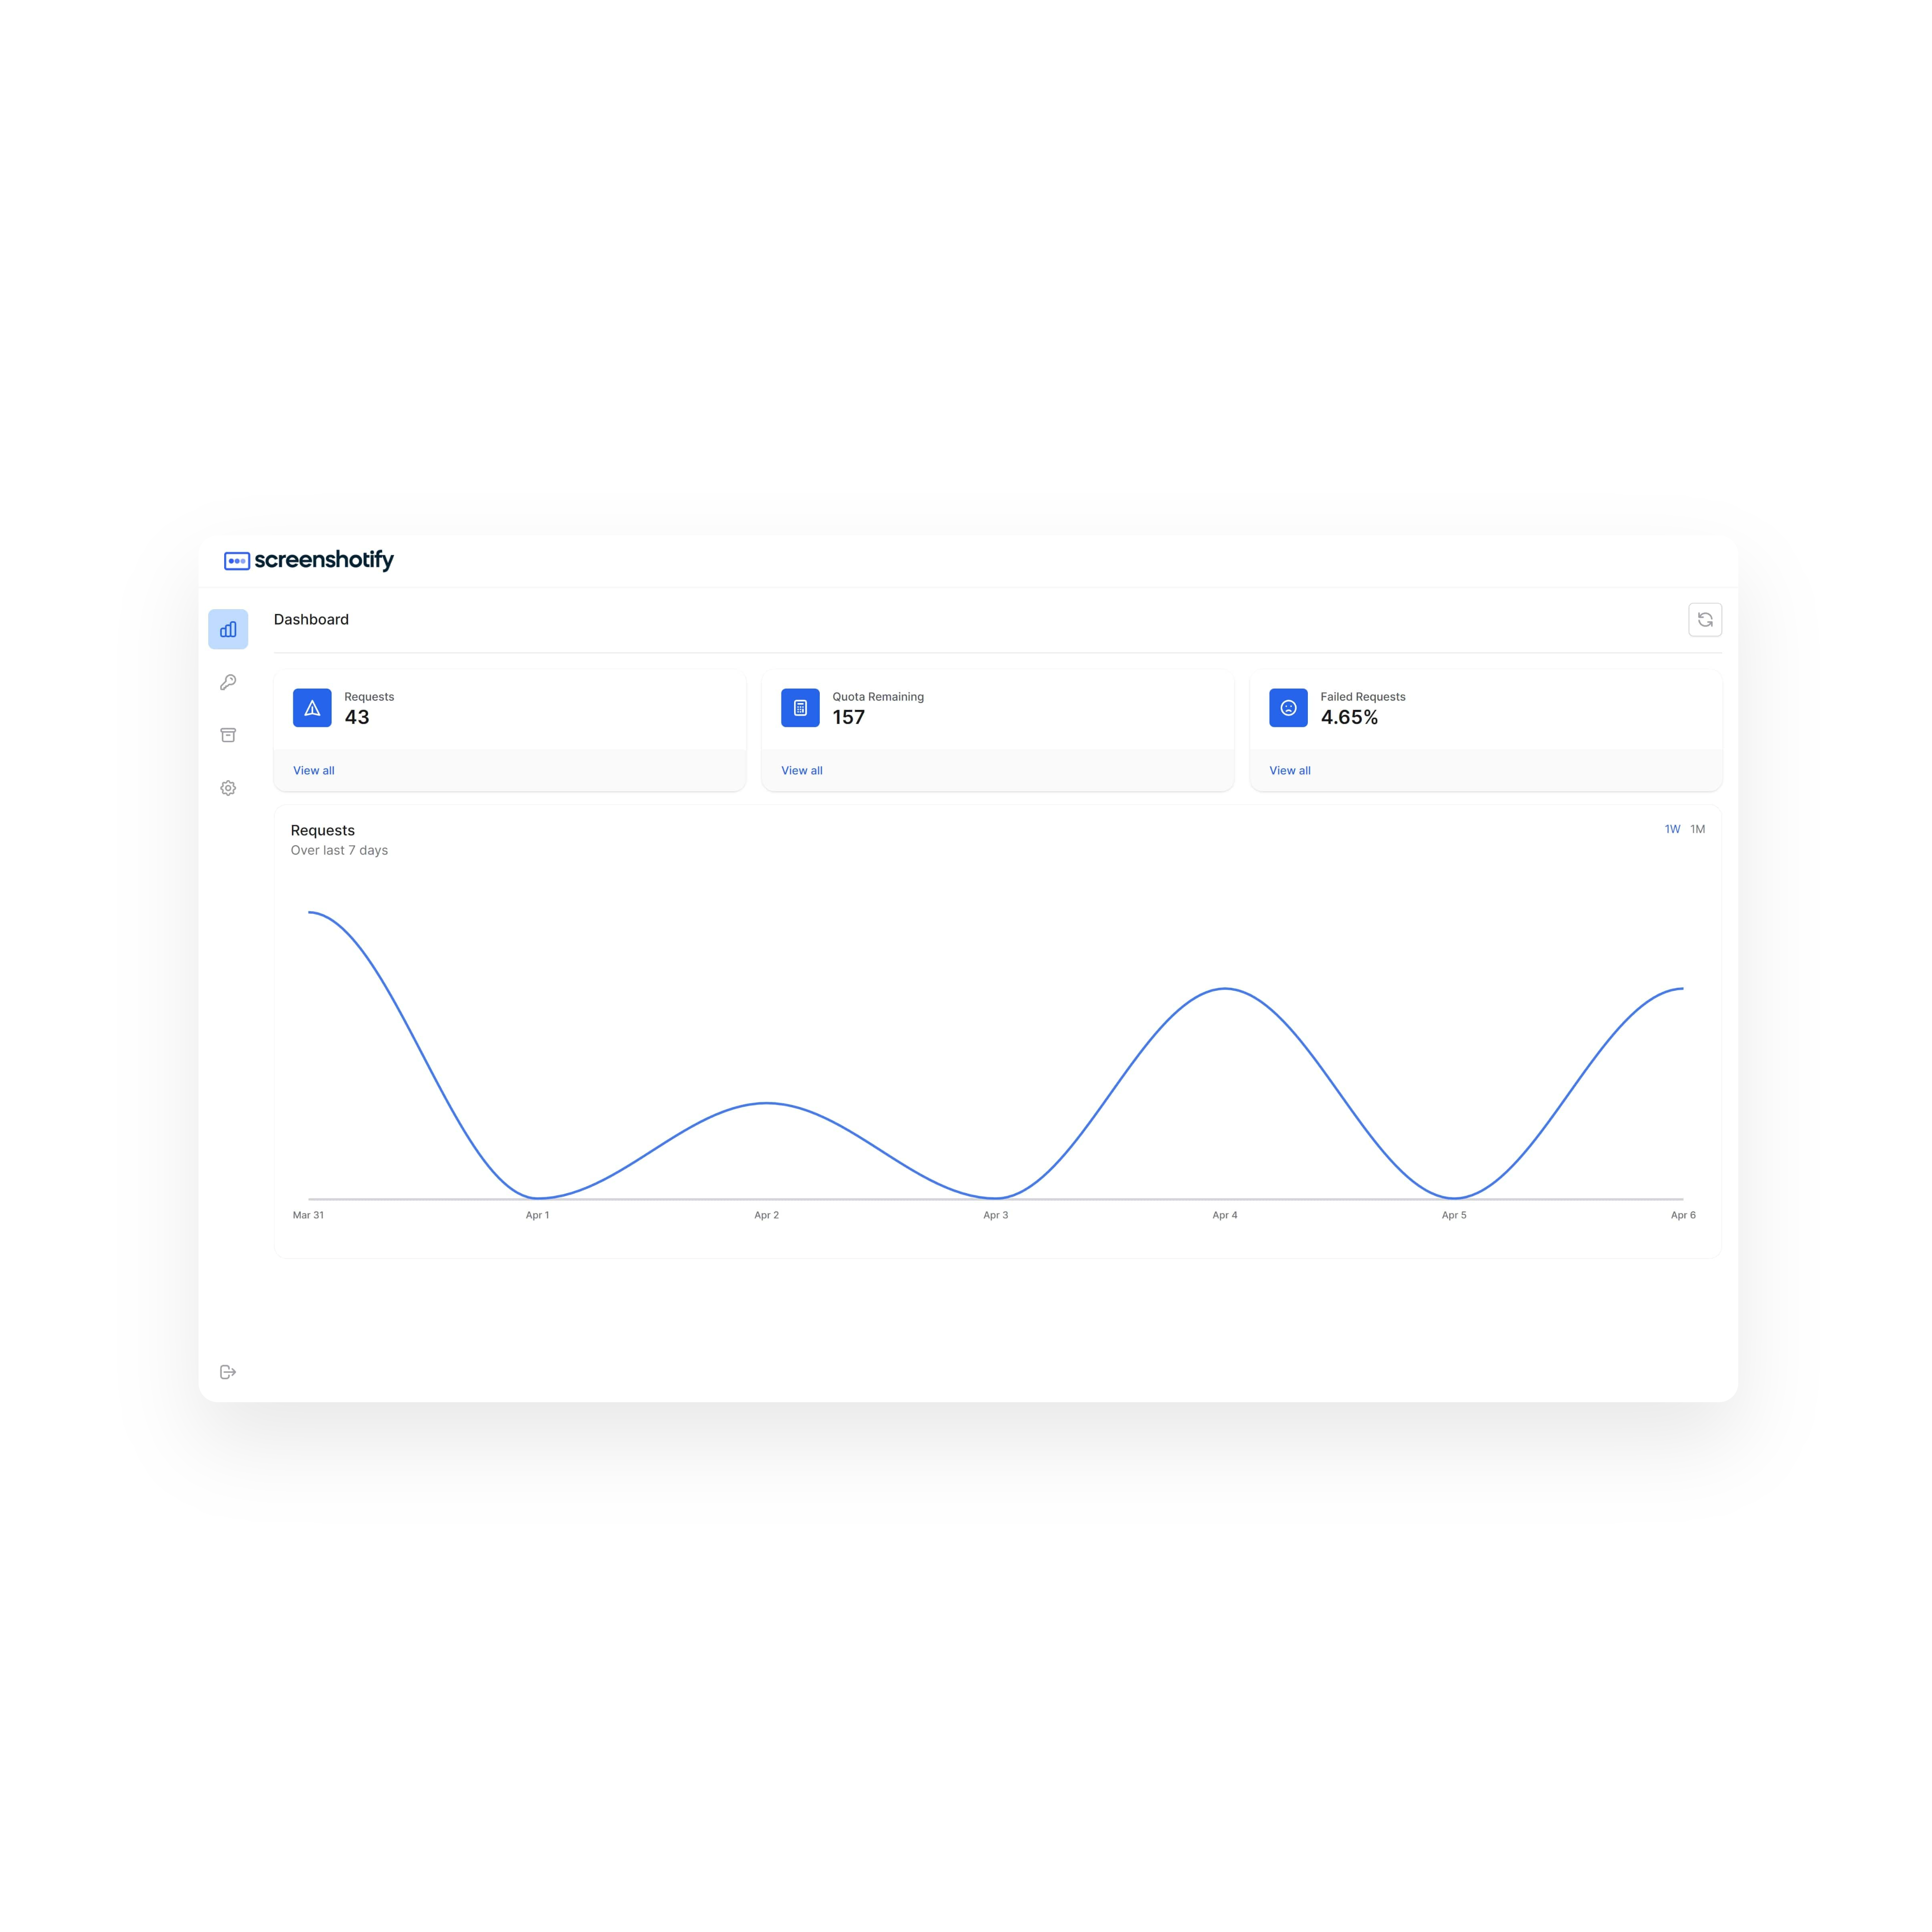 screenshotify
Dashboard
Requests
43
View all
Quota Remaining
157
View all
Failed Requests
4.65%
View all
Requests
Over last 7 days
1W 1M
Mar 31 Apr 1 Apr 2 Apr 3 Apr 4 Apr 5 Apr 6